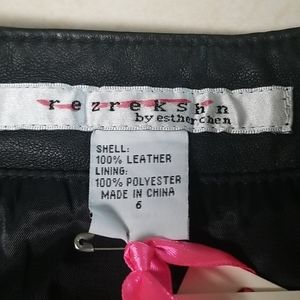 rezrekshn
by esther chen
SHELL:
100% LEATHER
LINING:
100% POLYESTER
MADE IN CHINA
6